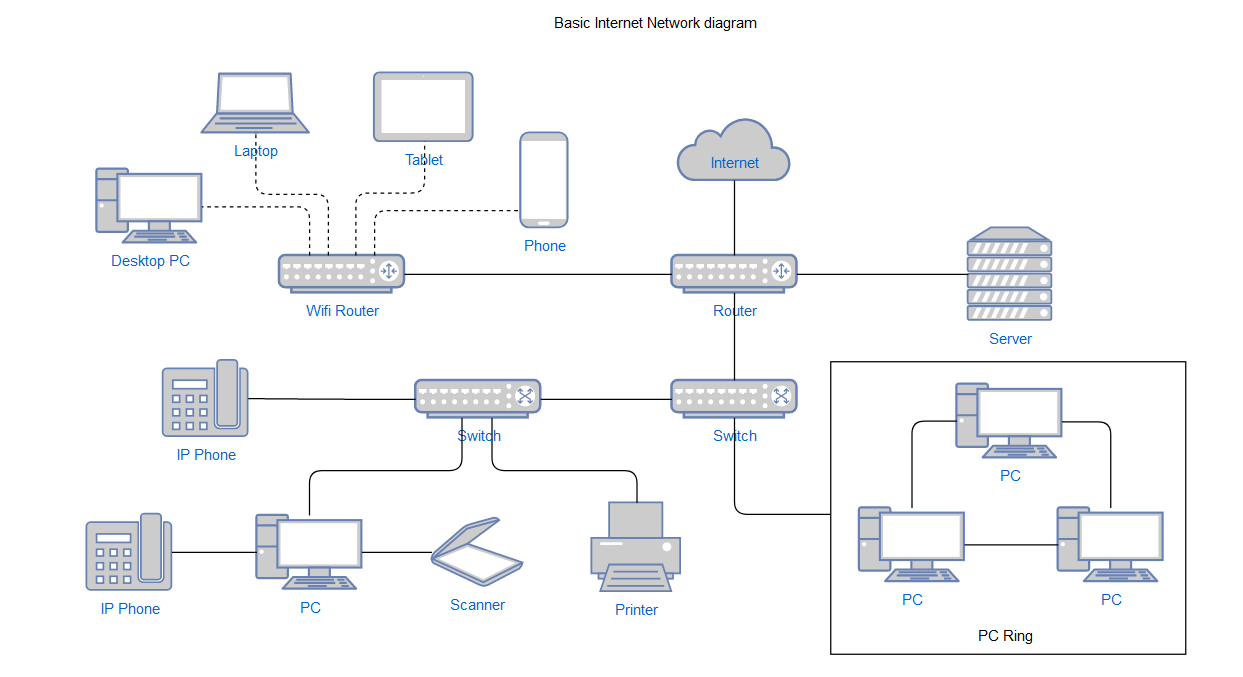 Basic Internet Network diagram
Laptop
Tablet
Internet
Phone
Desktop PC
Wifi Router
Router
Server
Switch
Switch
IP Phone
PC
IP Phone
PC
Scanner
Printer
PC
PC
PC Ring